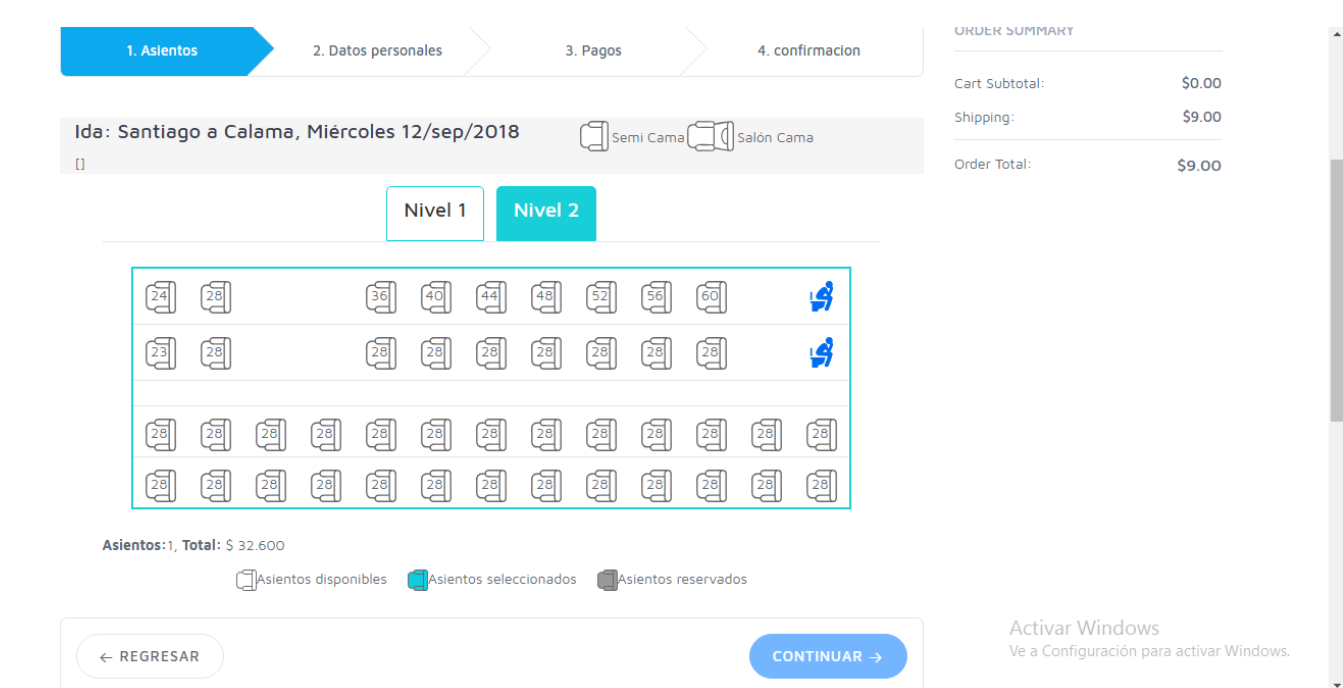 ORDER SUMMARY
1. Asientos 2. Datos personales 3. Pagos 4. confirmacion
Cart Subtotal: $0.00
Shipping: $9.00
Order Total: $9.00
Ida: Santiago a Calama, Miércoles 12/sep/2018
[]
Semi Cama Salón Cama
Nivel 1 Nivel 2
24 28 36 40 44 48 52 56 60
23 28 28 28 28 28 28 28 28
28 28 28 28 28 28 28 28 28 28 28 28 28
28 28 28 28 28 28 28 28 28 28 28 28 28
Asientos:1, Total: $ 32.600
Asientos disponibles Asientos seleccionados Asientos reservados
← REGRESAR CONTINUAR →
Activar Windows
Ve a Configuración para activar Windows.